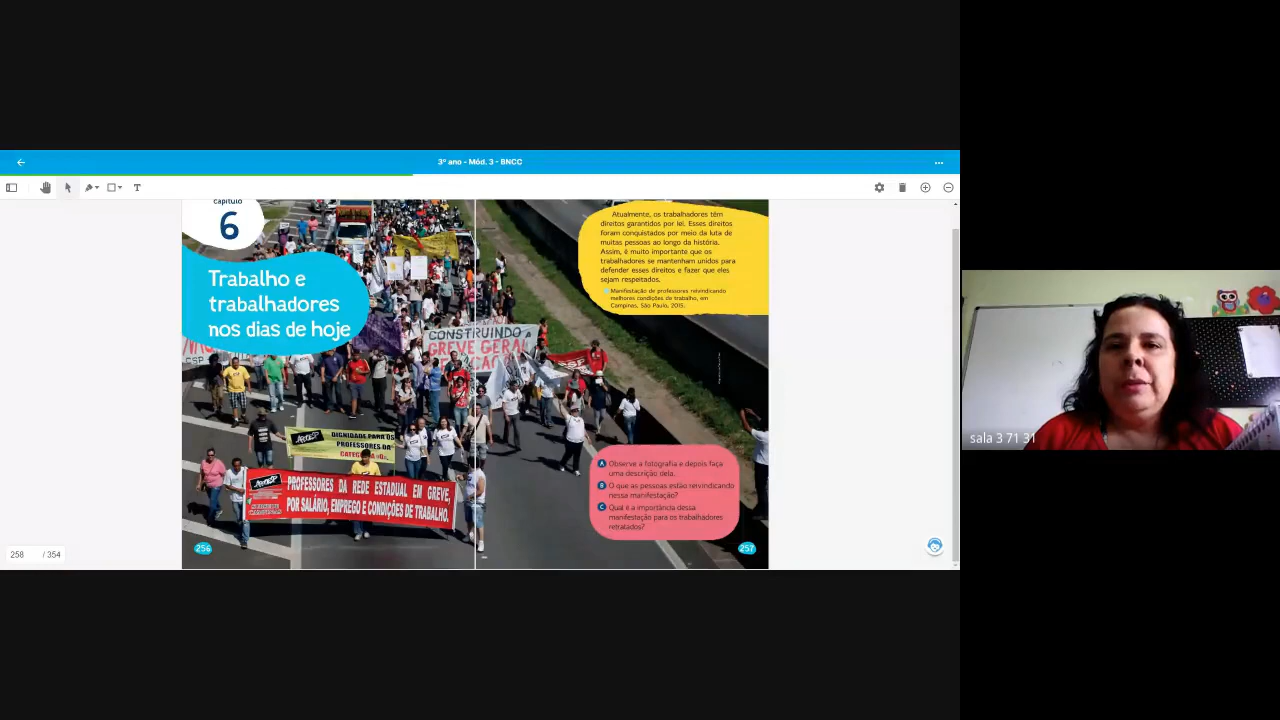 3º ano - Mód. 3 - BNCC
T
Capítulo
6
Trabalho e
trabalhadores
nos dias de hoje
Atualmente, os trabalhadores têm
direitos garantidos por lei. Esses direitos
foram conquistados por meio da luta de
muitas pessoas ao longo da história.
Assim, é muito importante que os
trabalhadores se mantenham unidos para
defender esses direitos e fazer que eles
sejam respeitados.
Manifestação de professores reivindicando
melhores condições de trabalho, em
Campinas, São Paulo, 2015.
CONSTRUINDO A
GREVE GERAL
DIGNIDADE PARA OS
PROFESSORES DA
CATEGORIA "O".
PROFESSORES DA REDE ESTADUAL EM GREVE,
POR SALÁRIO, EMPREGO E CONDIÇÕES DE TRABALHO.
A Observe a fotografia e depois faça
uma descrição dela.
B O que as pessoas estão reivindicando
nessa manifestação?
C Qual é a importância dessa
manifestação para os trabalhadores
retratados?
256
257
258 / 354
sala 3 71 31